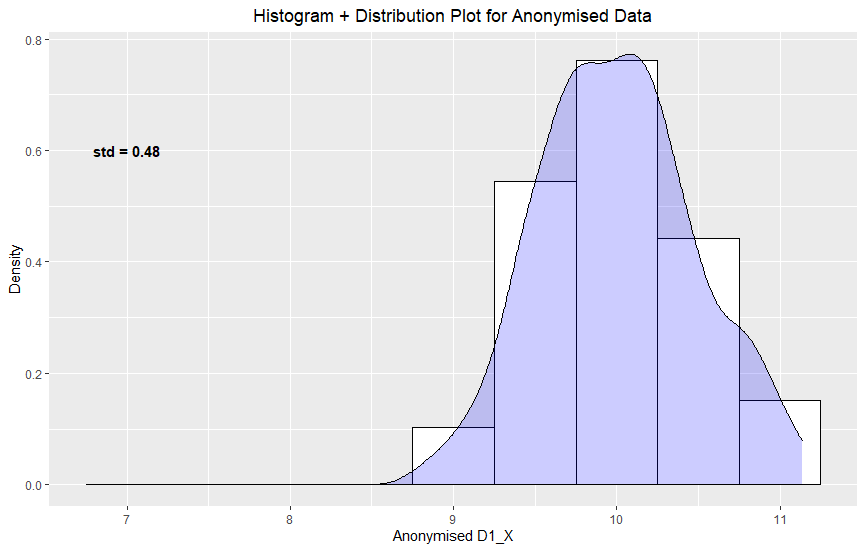 Histogram + Distribution Plot for Anonymised Data
0.8
std = 0.48
0.6
Density
0.4
0.2
0.0
7 8 9 10 11
Anonymised D1_X